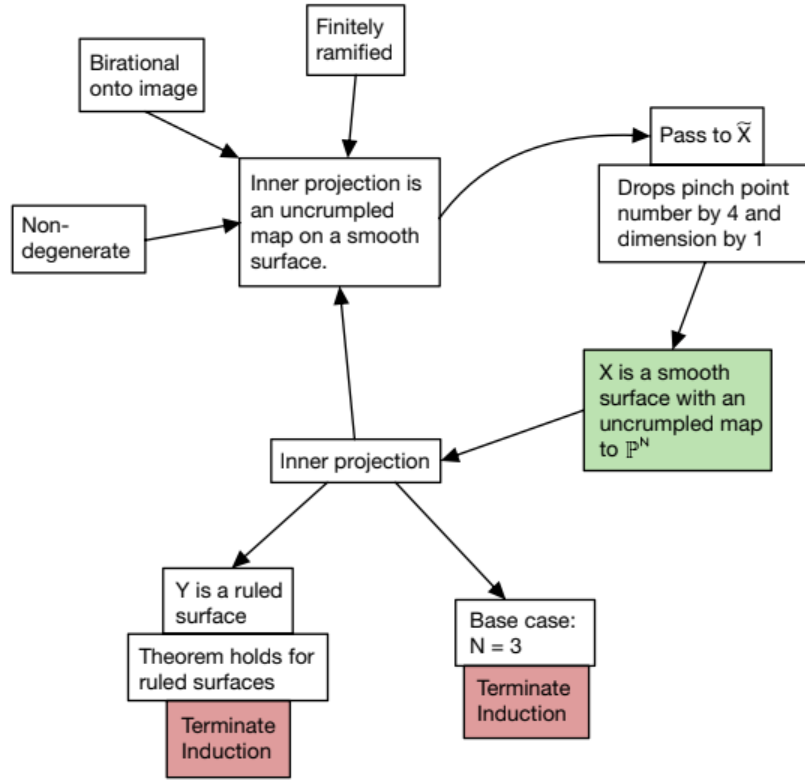 Finitely
ramified
Birational
onto image
Pass to X̃
Inner projection is
an uncrumpled
map on a smooth
surface.
Drops pinch point
number by 4 and
dimension by 1
Non-
degenerate
X is a smooth
surface with an
uncrumpled map
to ℙᴺ
Inner projection
Y is a ruled
surface
Theorem holds for
ruled surfaces
Terminate
Induction
Base case:
N = 3
Terminate
Induction